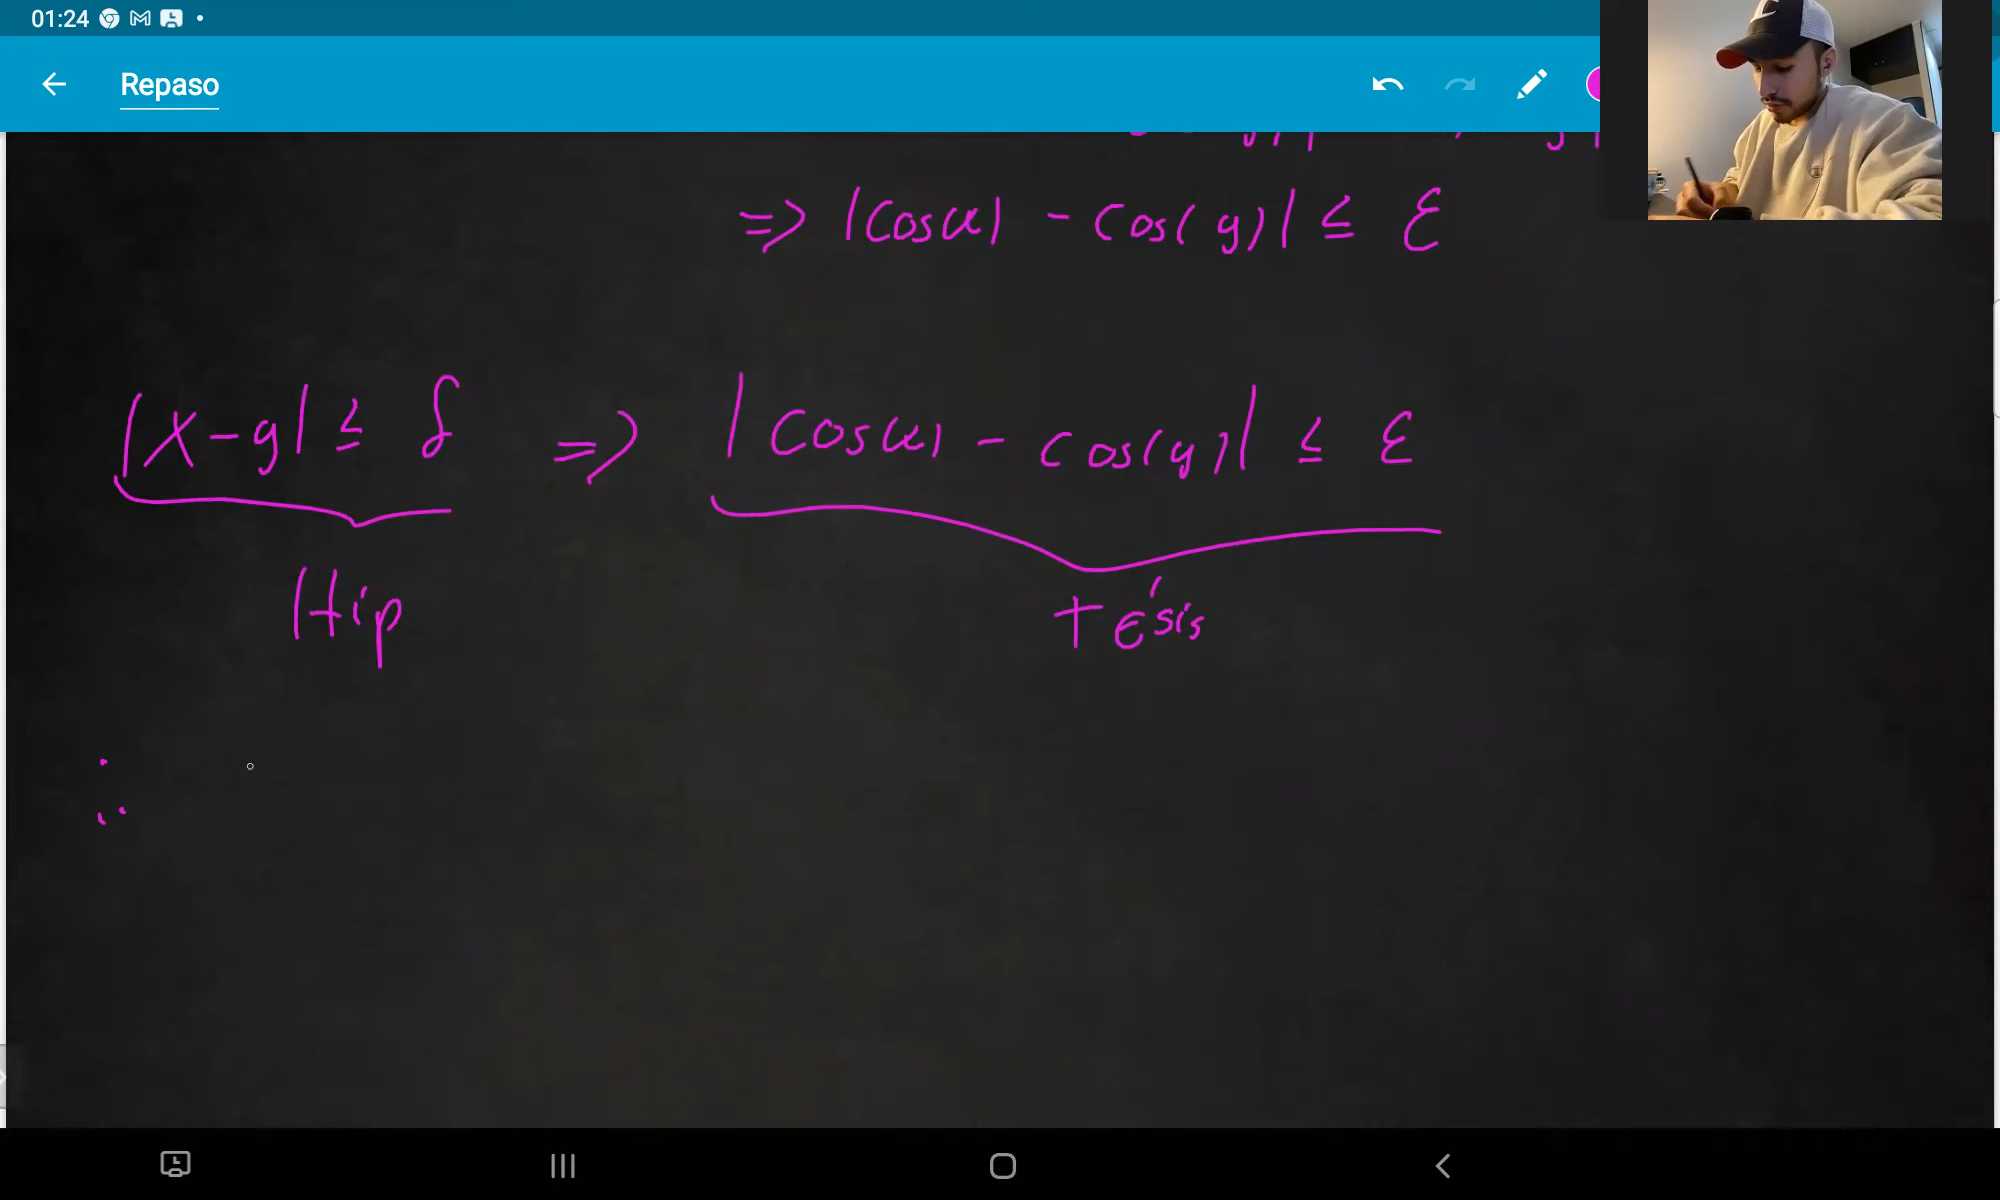 01:24
Repaso
=> |Cos(x) - Cos(y)| ≤ ε
|x-y| ≤ δ => |Cos(x) - Cos(y)| ≤ ε
Hip
Tésis
∴